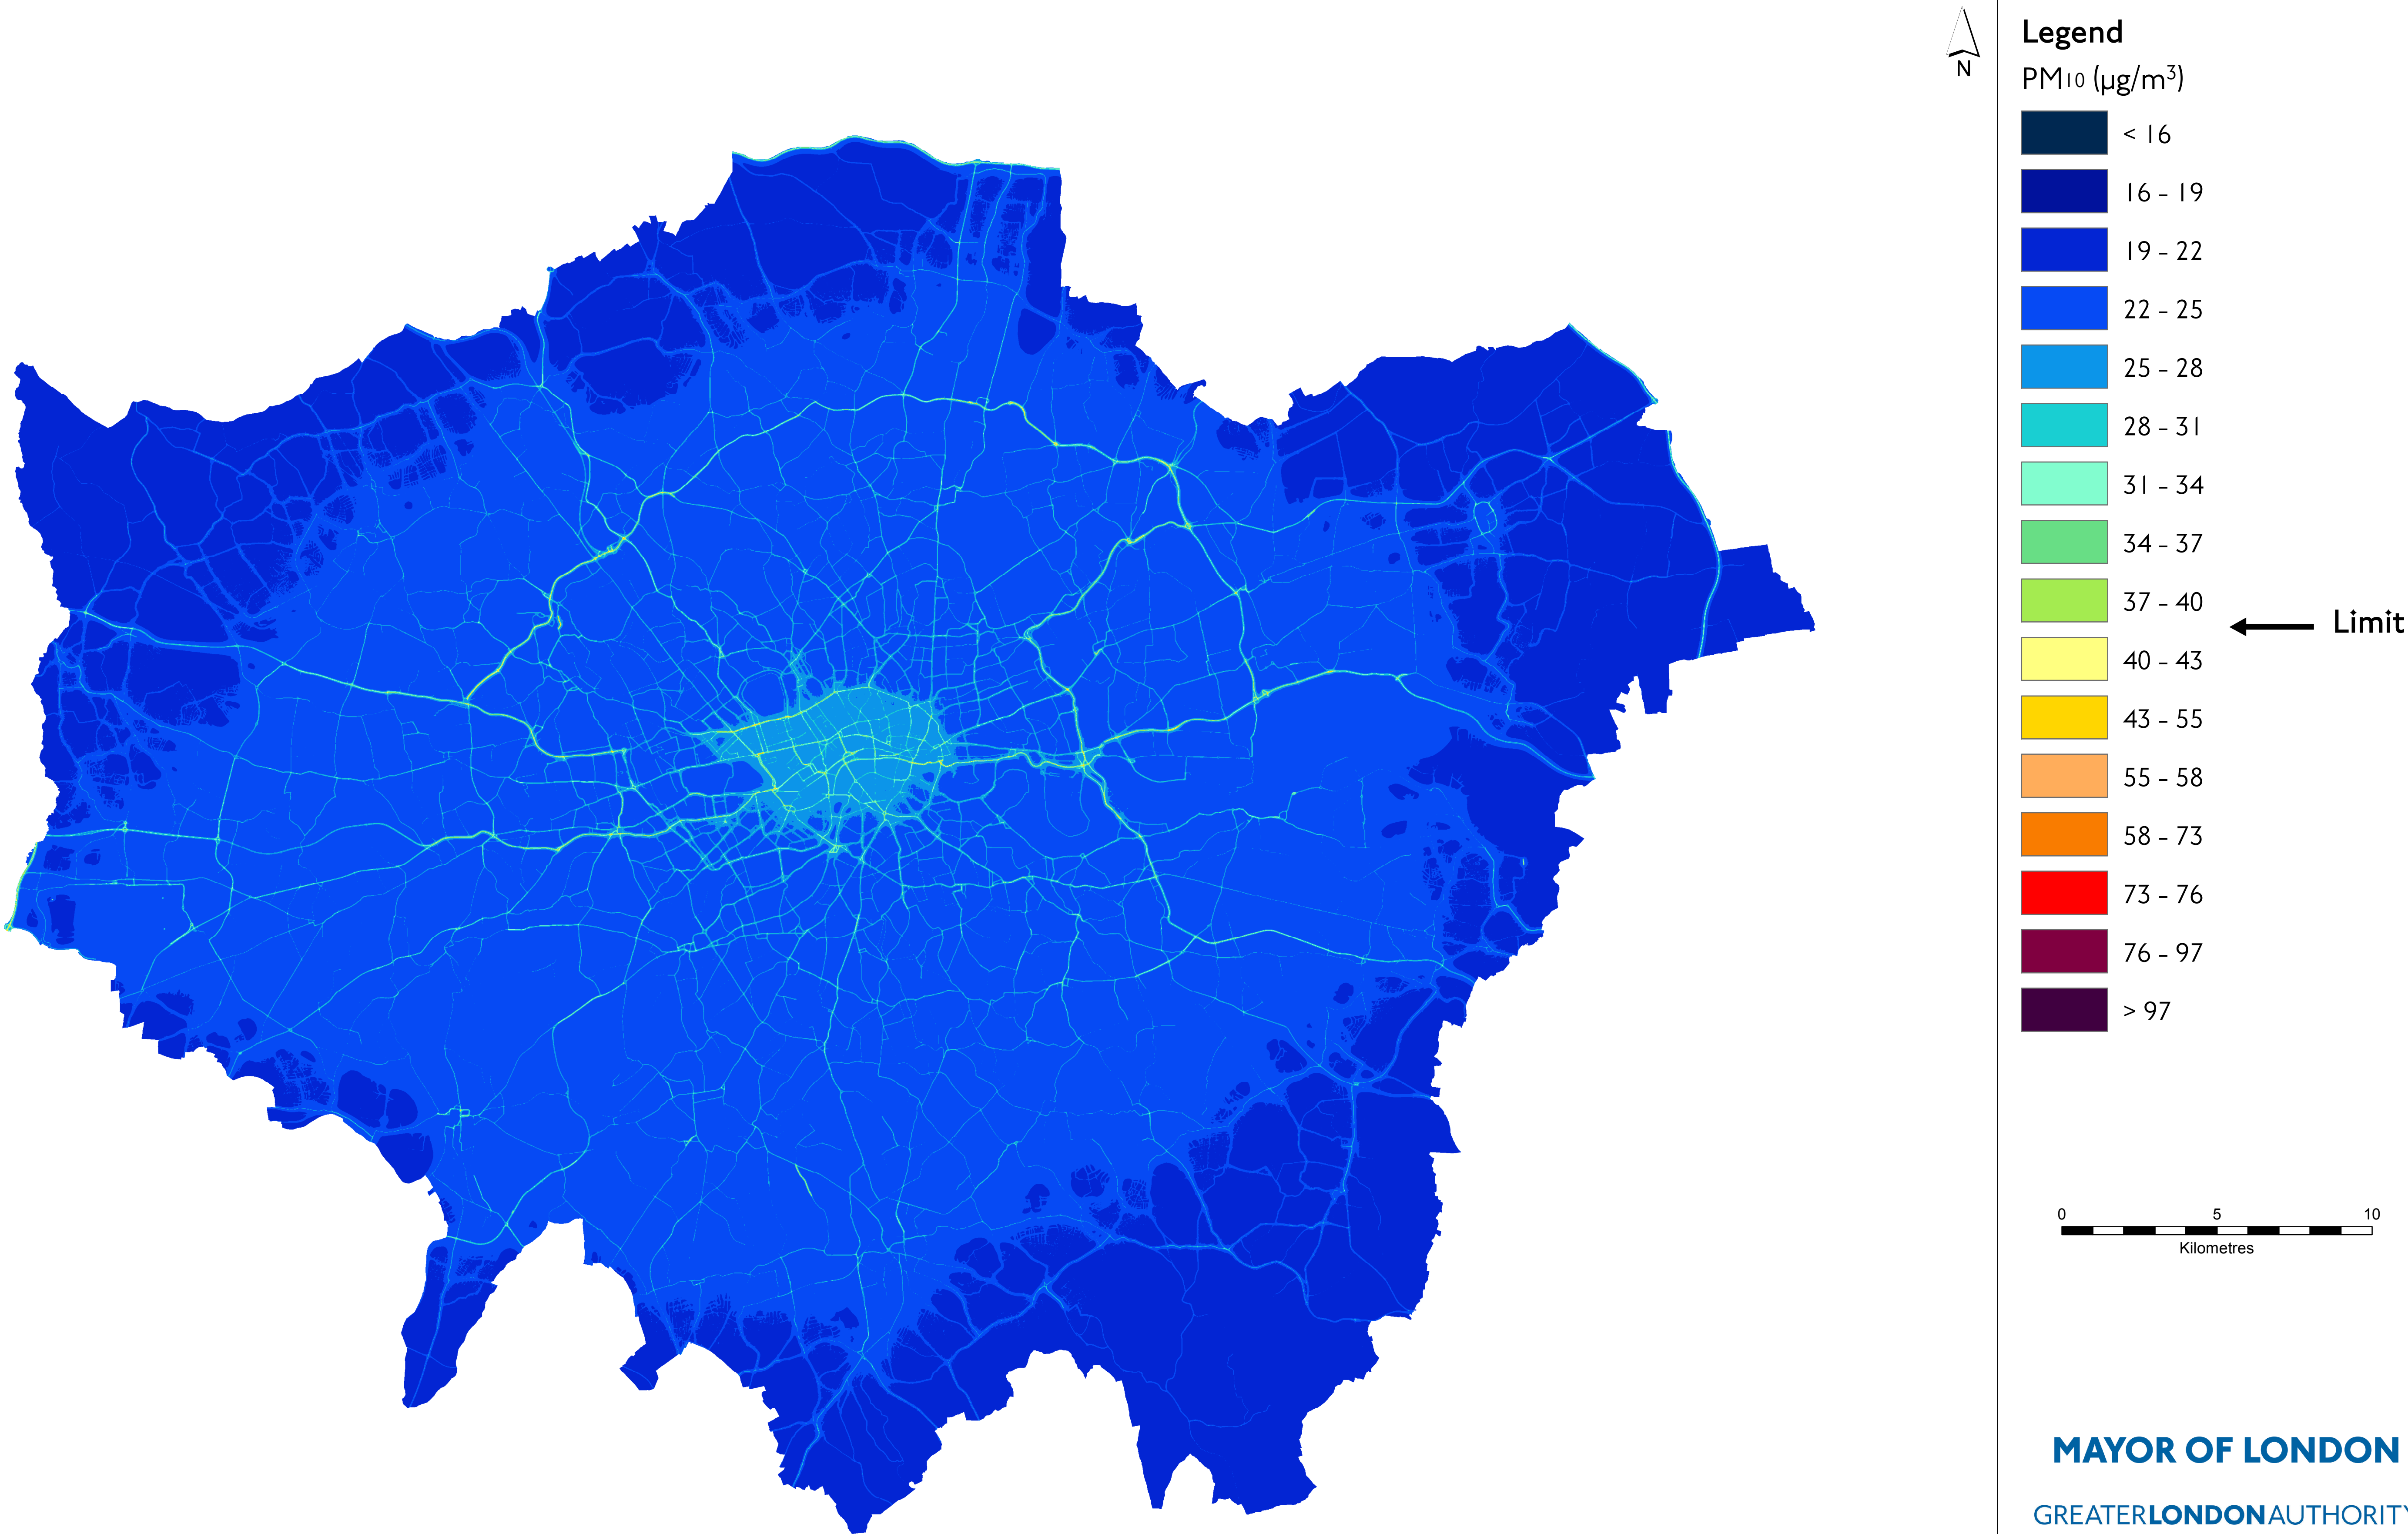 N
Legend
PM10 (µg/m³)
< 16
16 - 19
19 - 22
22 - 25
25 - 28
28 - 31
31 - 34
34 - 37
37 - 40
Limit
40 - 43
43 - 55
55 - 58
58 - 73
73 - 76
76 - 97
> 97
0 5 10
Kilometres
MAYOR OF LONDON
GREATERLONDONAUTHORITY